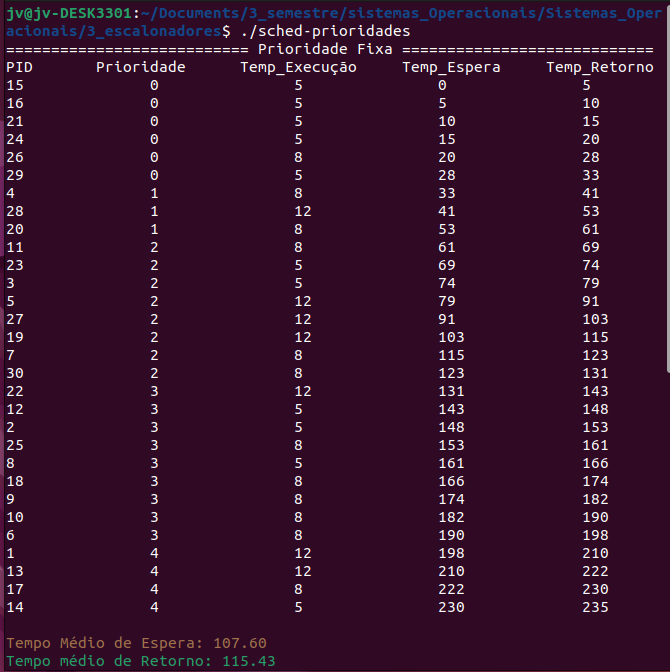 jv@jv-DESK3301:~/Documents/3_semestre/sistemas_Operacionais/Sistemas_Oper
acionais/3_escalonadores$ ./sched-prioridades
=========================== Prioridade Fixa ============================
PID Prioridade Temp_Execução Temp_Espera Temp_Retorno
15 0 5 0 5
16 0 5 5 10
21 0 5 10 15
24 0 5 15 20
26 0 8 20 28
29 0 5 28 33
4 1 8 33 41
28 1 12 41 53
20 1 8 53 61
11 2 8 61 69
23 2 5 69 74
3 2 5 74 79
5 2 12 79 91
27 2 12 91 103
19 2 12 103 115
7 2 8 115 123
30 2 8 123 131
22 3 12 131 143
12 3 5 143 148
2 3 5 148 153
25 3 8 153 161
8 3 5 161 166
18 3 8 166 174
9 3 8 174 182
10 3 8 182 190
6 3 8 190 198
1 4 12 198 210
13 4 12 210 222
17 4 8 222 230
14 4 5 230 235
Tempo Médio de Espera: 107.60
Tempo médio de Retorno: 115.43